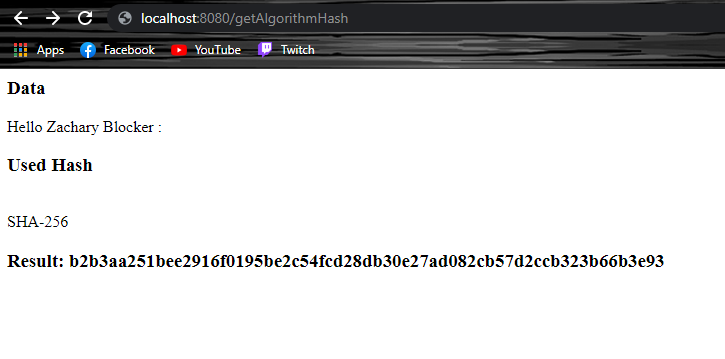 localhost:8080/getAlgorithmHash
Apps Facebook YouTube Twitch
Data
Hello Zachary Blocker :
Used Hash
SHA-256
Result: b2b3aa251bee2916f0195be2c54fcd28db30e27ad082cb57d2ccb323b66b3e93